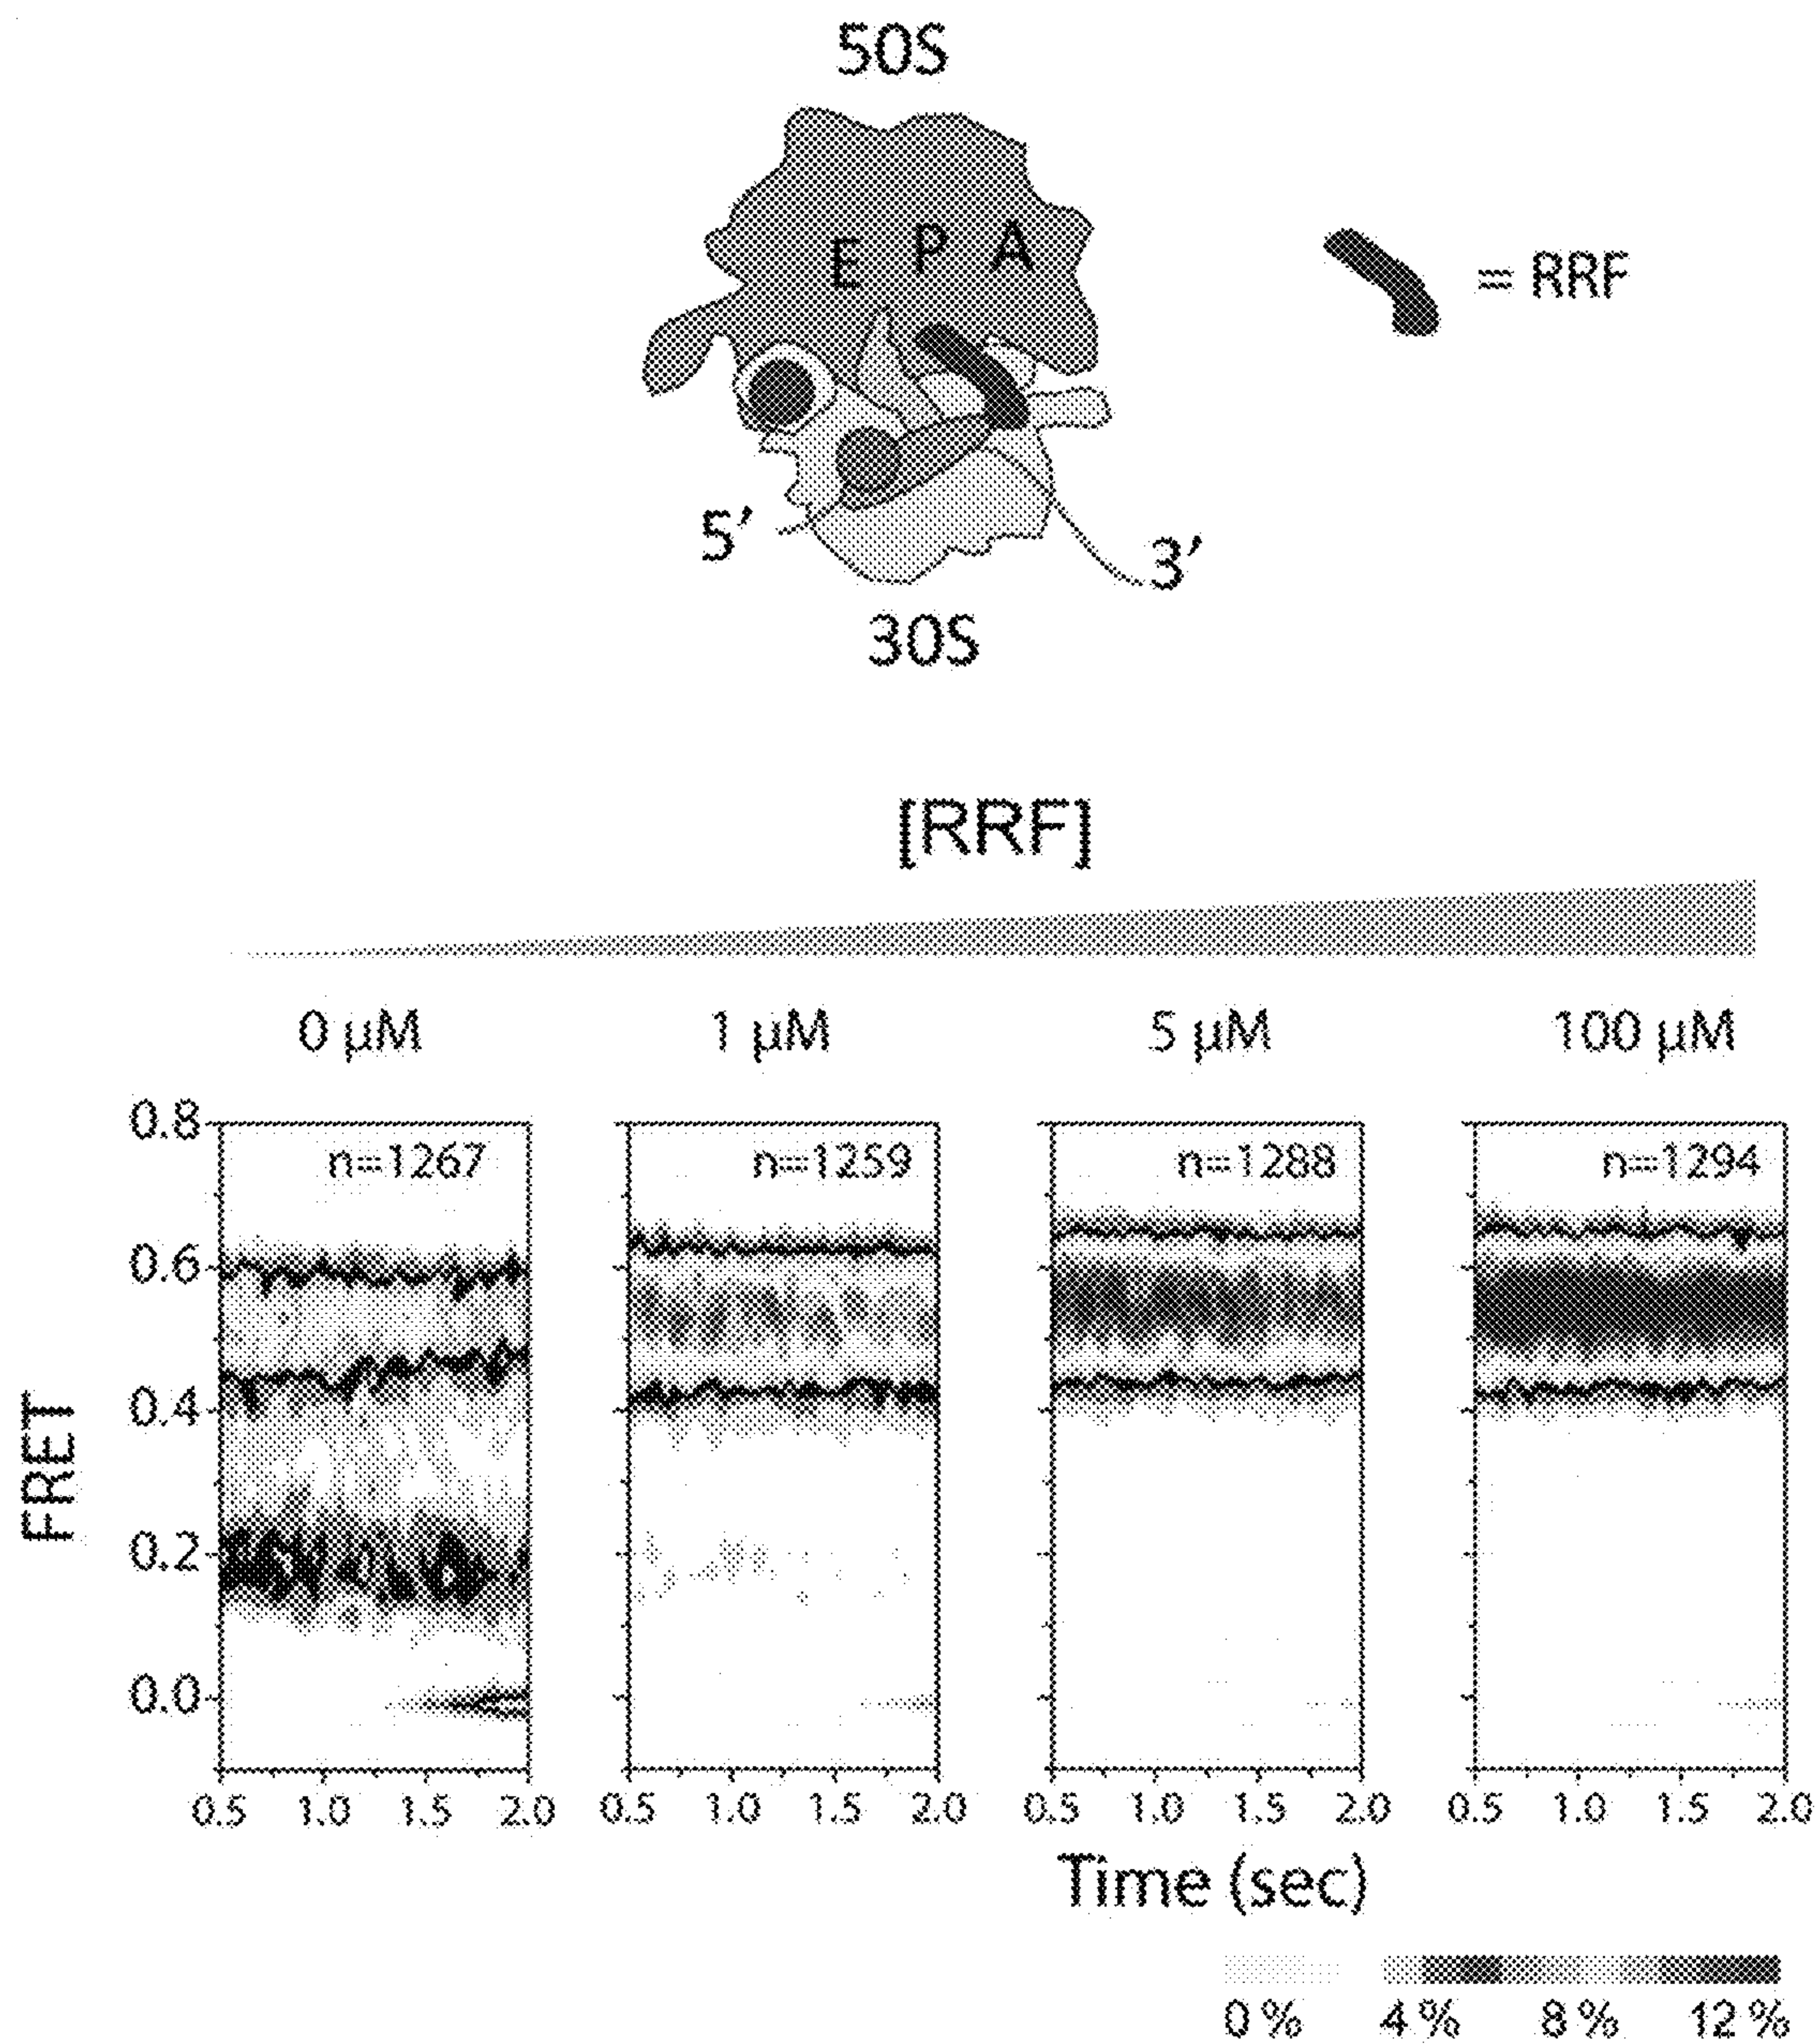 50S
E P A
= RRF
5’
3’
30S
[RRF]
0 µM 1 µM 5 µM 100 µM
n=1267 n=1259 n=1288 n=1294
0.8
0.6
0.4
0.2
0.0
FRET
0.5 1.0 1.5 2.0 0.5 1.0 1.5 2.0 0.5 1.0 1.5 2.0 0.5 1.0 1.5 2.0
Time (sec)
0 % 4 % 8 % 12 %